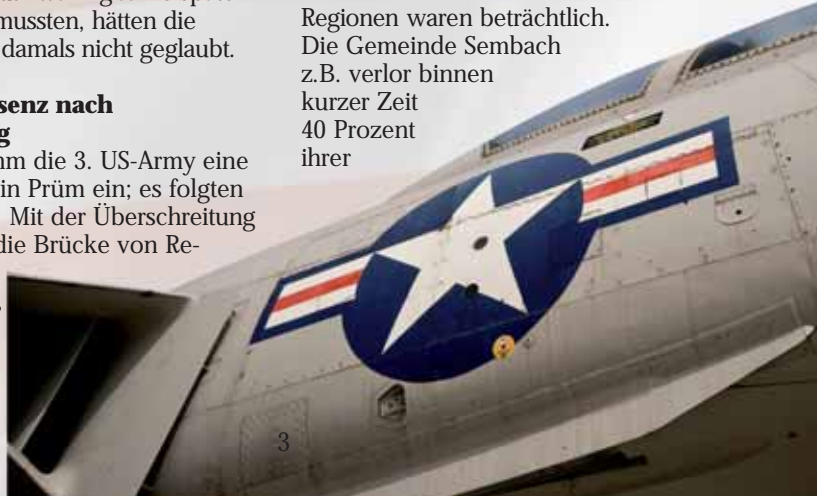 mussten, hätten die
damals nicht geglaubt.
senz nach
g
hm die 3. US-Army eine
in Prüm ein; es folgten
Mit der Überschreitung
die Brücke von Re-
Regionen waren beträchtlich.
Die Gemeinde Sembach
z.B. verlor binnen
kurzer Zeit
40 Prozent
ihrer
3